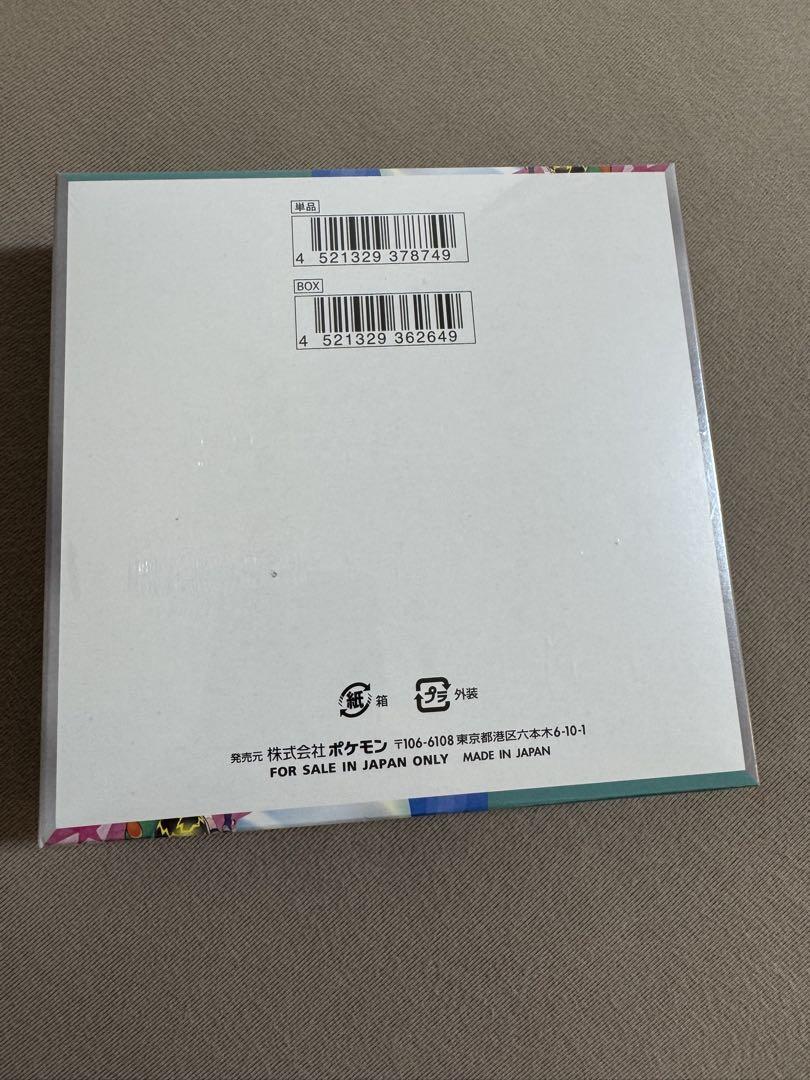 単品
4 521329 378749
BOX
4 521329 362649
紙 箱 プラ 外装
発売元 株式会社 ポケモン 〒106-6108 東京都港区六本木6-10-1
FOR SALE IN JAPAN ONLY MADE IN JAPAN